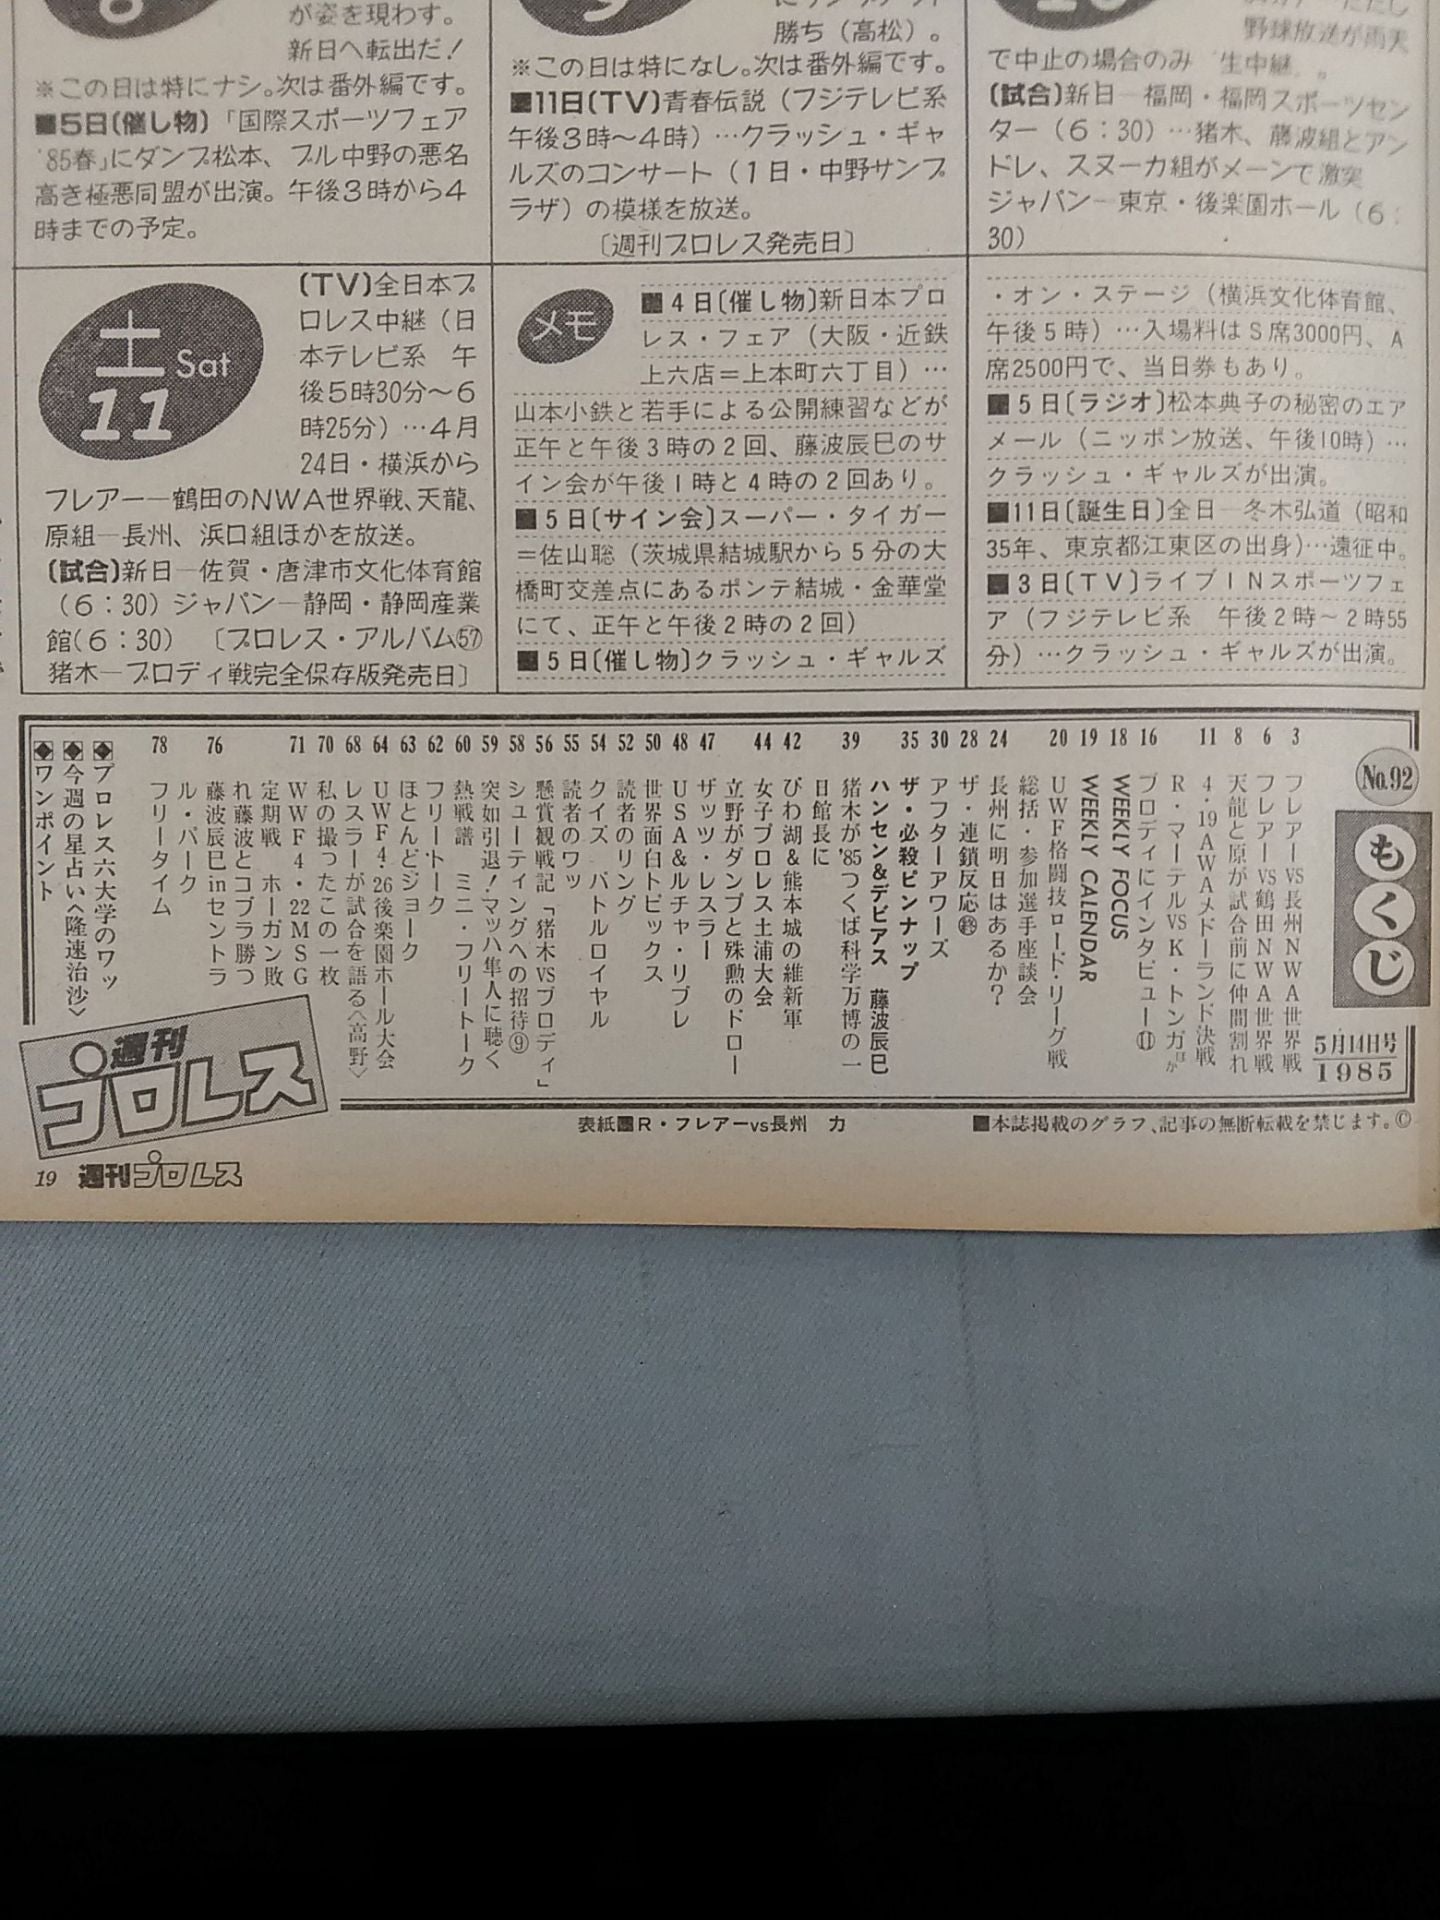 が姿を現わす。
新日へ転出だ！
※この日は特にナシ。次は番外編です。
■5日〔催し物〕「国際スポーツフェア
'85春」にダンプ松本、ブル中野の悪名
高き極悪同盟が出演。午後3時から4
時までの予定。
勝ち（高松）。
※この日は特になし。次は番外編です。
■11日〔TV〕青春伝説（フジテレビ系
午後3時〜4時）…クラッシュ・ギャ
ルズのコンサート（1日・中野サンプ
ラザ）の模様を放送。
〔週刊プロレス発売日〕
野球放送が雨天
で中止の場合のみ〝生中継〟。
〔試合〕新日―福岡・福岡スポーツセン
ター（6：30）…猪木、藤波組とアン
ドレ、スヌーカ組がメーンで激突
ジャパン―東京・後楽園ホール（6：
30）
土 Sat
11
〔TV〕全日本プ
ロレス中継（日
本テレビ系　午
後5時30分〜6
時25分）…4月
24日・横浜から
フレアー―鶴田のNWA世界戦、天龍、
原組―長州、浜口組ほかを放送。
〔試合〕新日―佐賀・唐津市文化体育館
（6：30）ジャパン―静岡・静岡産業
館（6：30）　〔プロレス・アルバム㊼
猪木―ブロディ戦完全保存版発売日〕
メモ
■4日〔催し物〕新日本プロ
レス・フェア（大阪・近鉄
上六店＝上本町六丁目）…
山本小鉄と若手による公開練習などが
正午と午後3時の2回、藤波辰巳のサ
イン会が午後1時と4時の2回あり。
■5日〔サイン会〕スーパー・タイガー
＝佐山聡（茨城県結城駅から5分の大
橋町交差点にあるポンテ結城・金華堂
にて、正午と午後2時の2回）
■5日〔催し物〕クラッシュ・ギャルズ
・オン・ステージ（横浜文化体育館、
午後5時）…入場料はS席3000円、A
席2500円で、当日券もあり。
■5日〔ラジオ〕松本典子の秘密のエア
メール（ニッポン放送、午後10時）…
クラッシュ・ギャルズが出演。
■11日〔誕生日〕全日―冬木弘道（昭和
35年、東京都江東区の出身）…遠征中。
■3日〔TV〕ライブINスポーツフェ
ア（フジテレビ系　午後2時〜2時55
分）…クラッシュ・ギャルズが出演。
No.92
もくじ
5月14日号
1985
3 フレアーVS長州NWA世界戦
6 フレアーVS鶴田NWA世界戦
8 天龍と原が試合前に仲間割れ
11 4・19AWAメドーランド決戦
R・マーテルVSK・トンガほか
16 ブロディにインタビュー⑪
18 WEEKLY FOCUS
19 WEEKLY CALENDAR
20 UWF格闘技ロード・リーグ戦
総括・参加選手座談会
24 長州に明日はあるか？
28 ザ・連鎖反応㊗
30 アフターアワーズ
35 ザ・必殺ピンナップ
ハンセン&デビアス　藤波辰巳
39 猪木が'85つくば科学万博の一
日館長に
42 びわ湖&熊本城の維新軍
44 女子プロレス土浦大会
立野がダンプと殊勲のドロー
47 ザッツ・レスラー
48 USA&ルチャ・リブレ
50 世界面白トピックス
52 読者のリング
54 クイズ　バトルロイヤル
55 読者のワッ
56 懸賞観戦記「猪木VSブロディ」
58 シューティングへの招待⑨
59 突如引退！マッハ隼人に聴く
60 熱戦譜　ミニ・フリートーク
62 フリートーク
63 ほとんどジョーク
64 UWF4・26後楽園ホール大会
68 レスラーが試合を語る〈高野〉
70 私の撮ったこの一枚
71 WWF4・22MSG
定期戦　ホーガン敗
れ藤波とコブラ勝つ
76 藤波辰巳inセントラ
ル・パーク
78 フリータイム
◆プロレス六大学のワッ
◆今週の星占い〈隆速治沙〉
◆ワンポイント
週刊
プロレス
表紙■R・フレアーvs長州　力
■本誌掲載のグラフ、記事の無断転載を禁じます。©
19 週刊プロレス